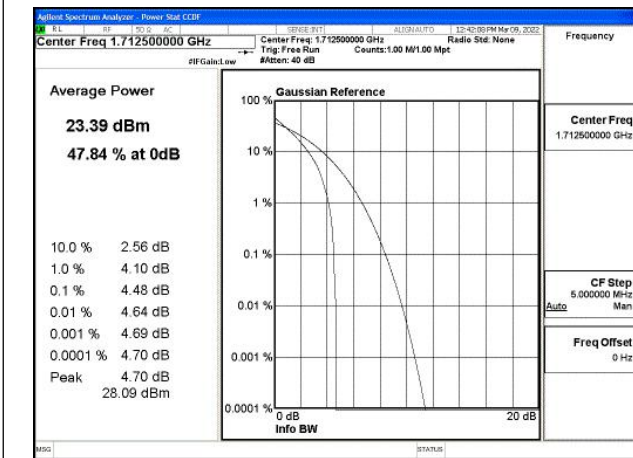 Agilent Spectrum Analyzer - Power Stat CCDF
RL RF 50 Ω AC SENSE:INT ALIGN AUTO 12:42:08 PM Mar 09, 2022
Center Freq 1.712500000 GHz
Center Freq: 1.712500000 GHz Radio Std: None
Trig: Free Run Counts:1.00 M/1.00 Mpt
#IFGain:Low #Atten: 40 dB
Frequency
Average Power
23.39 dBm
47.84 % at 0dB
10.0 % 2.56 dB
1.0 % 4.10 dB
0.1 % 4.48 dB
0.01 % 4.64 dB
0.001 % 4.69 dB
0.0001 % 4.70 dB
Peak 4.70 dB
28.09 dBm
Gaussian Reference
100 %
10 %
1 %
0.1 %
0.01 %
0.001 %
0.0001 %
0 dB 20 dB
Info BW
Center Freq
1.712500000 GHz
CF Step
5.000000 MHz
Auto Man
Freq Offset
0 Hz
MSG STATUS